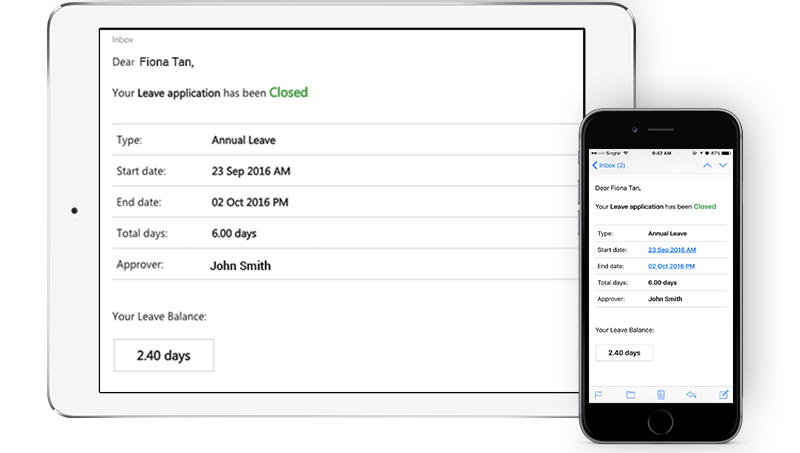 Inbox
Dear Fiona Tan,
Your Leave application has been Closed
Type: Annual Leave
Start date: 23 Sep 2016 AM
End date: 02 Oct 2016 PM
Total days: 6.00 days
Approver: John Smith
Your Leave Balance:
2.40 days
Singtel 9:42 AM 87%
Inbox (2)
Dear Fiona Tan,
Your Leave application has been Closed
Type: Annual Leave
Start date: 23 Sep 2016 AM
End date: 02 Oct 2016 PM
Total days: 6.00 days
Approver: John Smith
Your Leave Balance:
2.40 days